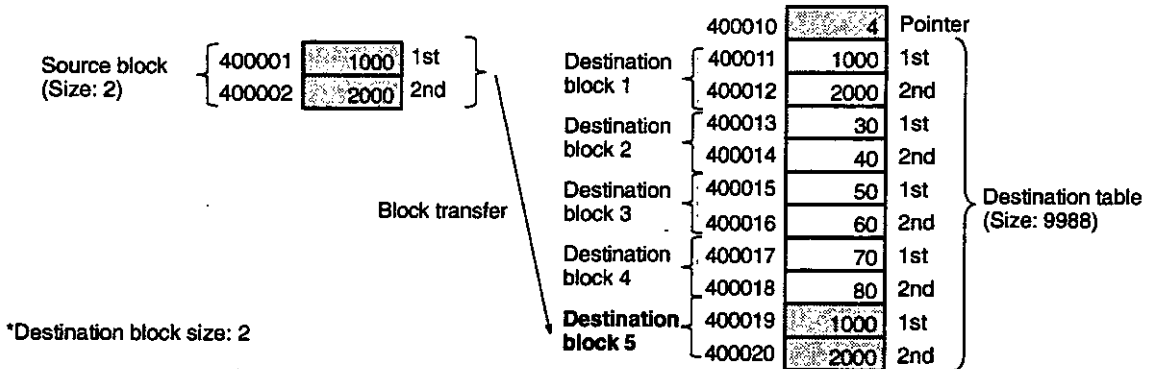 Source block
(Size: 2)
400001 1000 1st
400002 2000 2nd
Block transfer
*Destination block size: 2
400010 4 Pointer
Destination
block 1
400011 1000 1st
400012 2000 2nd
Destination
block 2
400013 30 1st
400014 40 2nd
Destination
block 3
400015 50 1st
400016 60 2nd
Destination
block 4
400017 70 1st
400018 80 2nd
Destination
block 5
400019 1000 1st
400020 2000 2nd
Destination table
(Size: 9988)